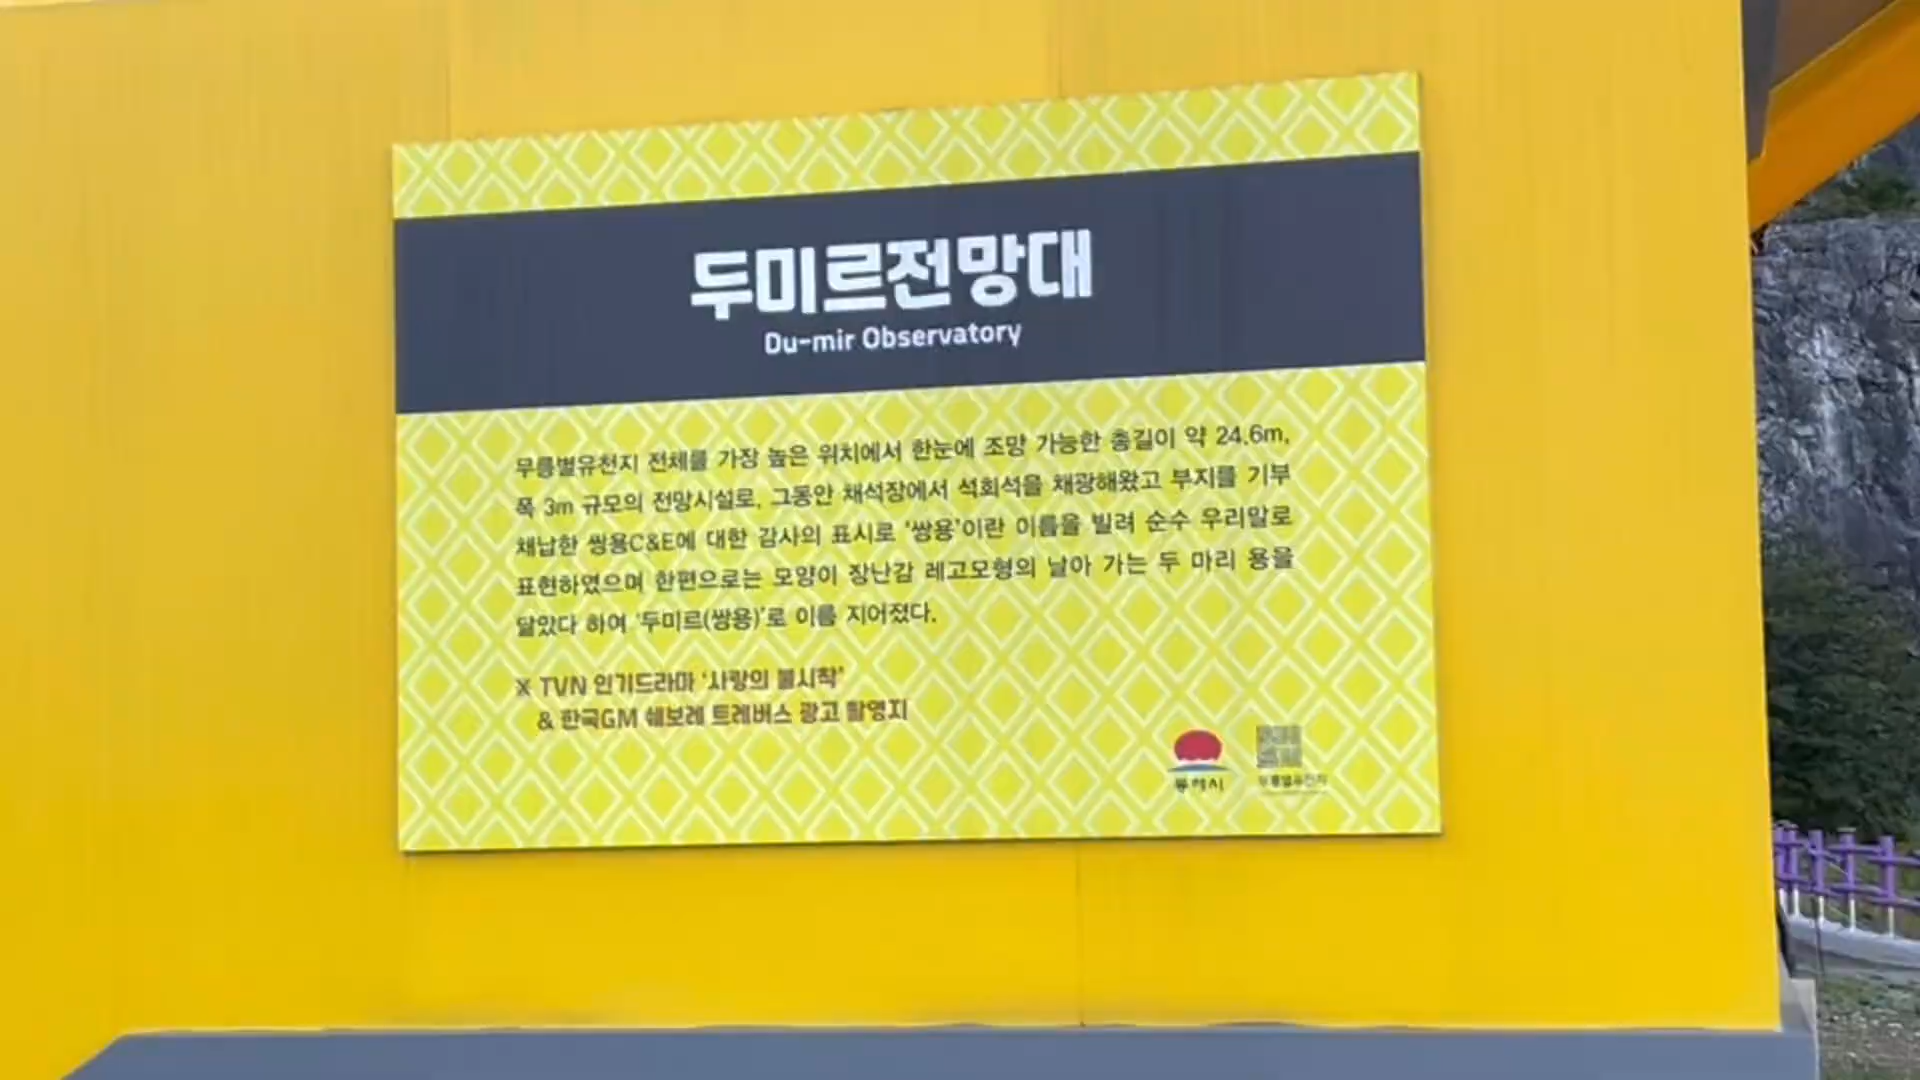 두미르전망대
Du-mir Observatory
무릉별유천지 전체를 가장 높은 위치에서 한눈에 조망 가능한 총길이 약 24.6m,
폭 3m 규모의 전망시설로, 그동안 채석장에서 석회석을 채광해왔고 부지를 기부
채납한 쌍용C&E에 대한 감사의 표시로 '쌍용'이란 이름을 빌려 순수 우리말로
표현하였으며 한편으로는 모양이 장난감 레고모형의 날아 가는 두 마리 용을
닮았다 하여 '두미르(쌍용)'로 이름 지어졌다.
※ TVN 인기드라마 '사랑의 불시착'
& 한국GM 쉐보레 트레버스 광고 촬영지
동해시
무릉별유천지